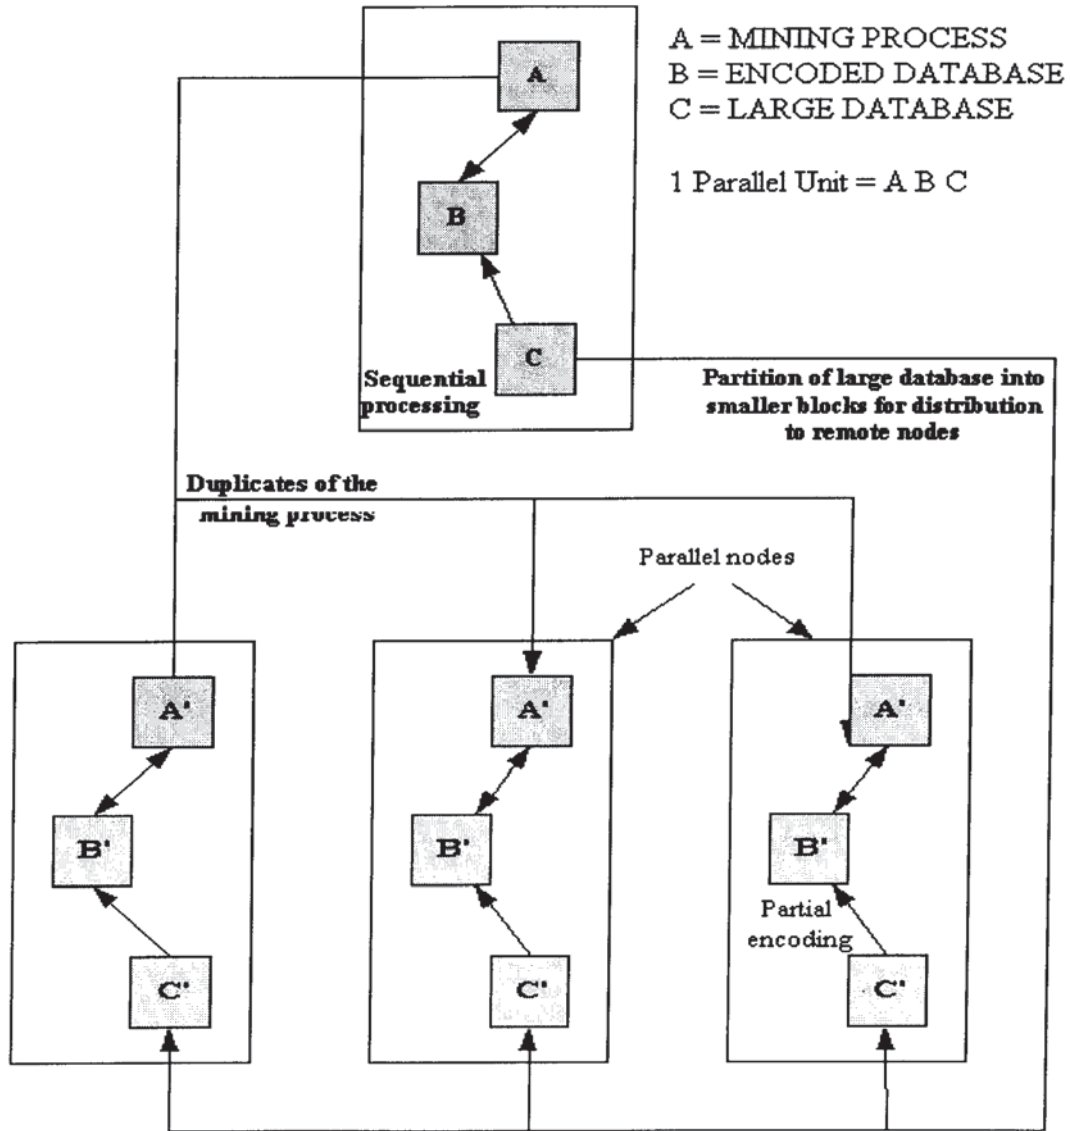 A
A = MINING PROCESS
B = ENCODED DATABASE
C = LARGE DATABASE
1 Parallel Unit = A B C
B
C
Sequential
processing
Partition of large database into
smaller blocks for distribution
to remote nodes
Duplicates of the
mining process
Parallel nodes
A'
A'
A'
B'
B'
B'
Partial
encoding
C'
C'
C'